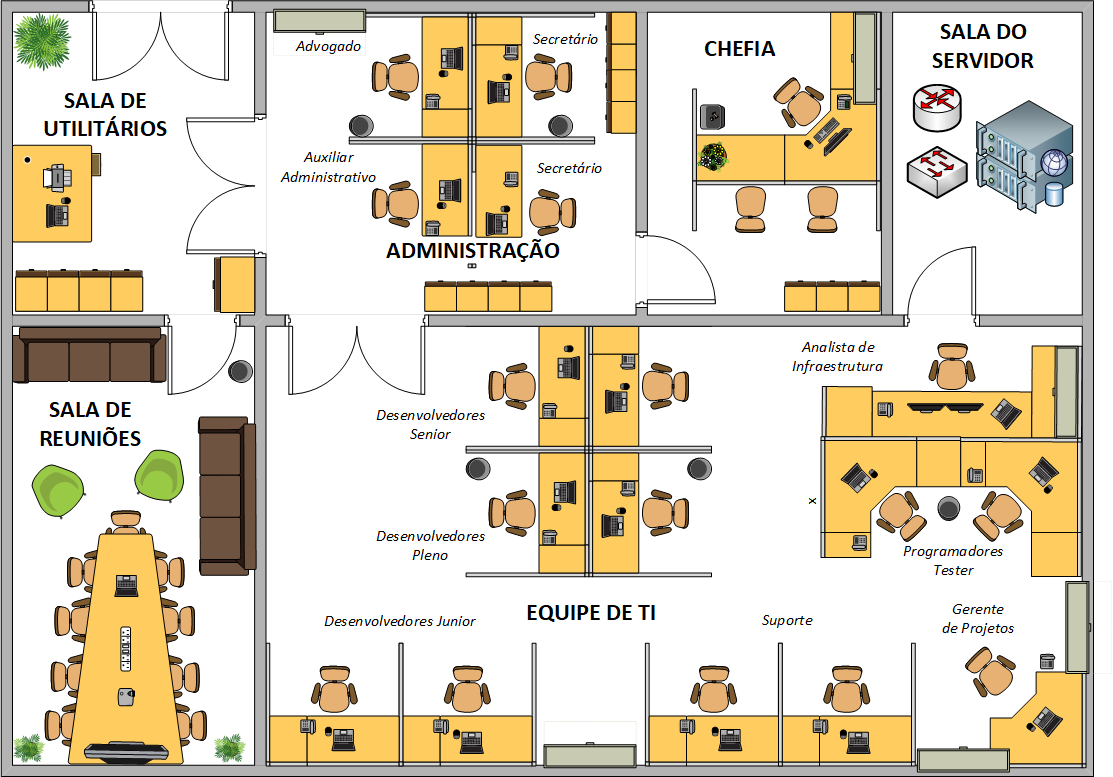 Advogado
Secretário
CHEFIA
SALA DO
SERVIDOR
SALA DE
UTILITÁRIOS
Auxiliar
Administrativo
Secretário
ADMINISTRAÇÃO
Analista de
Infraestrutura
SALA DE
REUNIÕES
Desenvolvedores
Senior
x
Desenvolvedores
Pleno
Programadores
Tester
EQUIPE DE TI
Desenvolvedores Junior
Suporte
Gerente
de Projetos